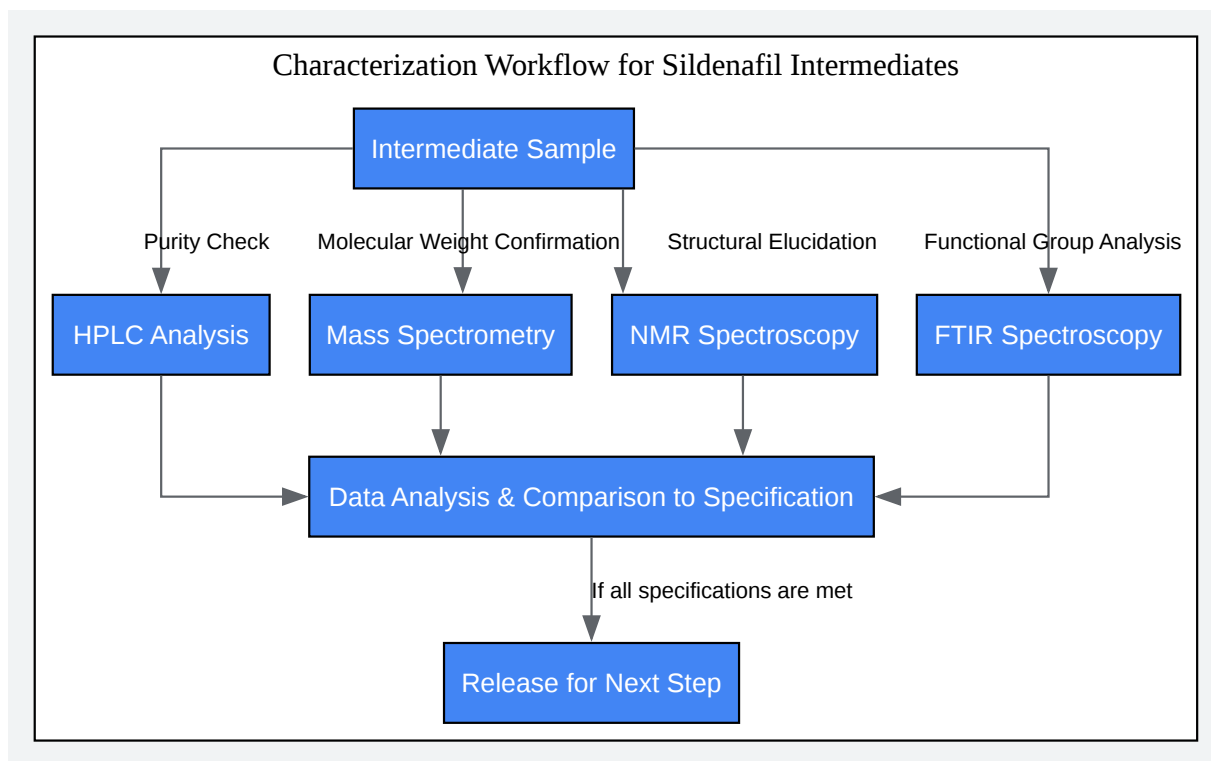 Characterization Workflow for Sildenafil Intermediates
Intermediate Sample
Purity Check
Molecular Weight Confirmation
Structural Elucidation
Functional Group Analysis
HPLC Analysis
Mass Spectrometry
NMR Spectroscopy
FTIR Spectroscopy
Data Analysis & Comparison to Specification
If all specifications are met
Release for Next Step